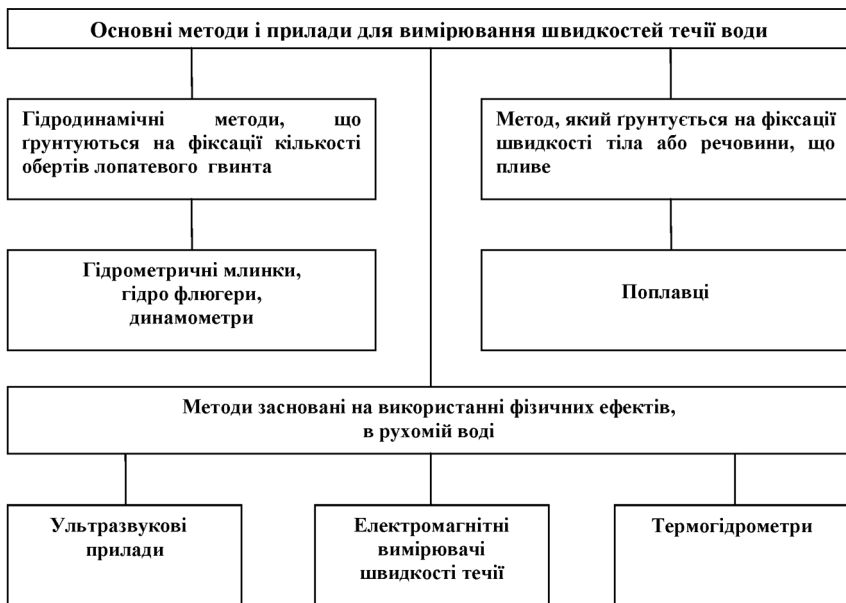 Основні методи і прилади для вимірювання швидкостей течії води
Гідродинамічні методи, що
ґрунтуються на фіксації кількості
обертів лопатевого гвинта
Метод, який ґрунтується на фіксації
швидкості тіла або речовини, що
пливе
Гідрометричні млинки,
гідро флюгери,
динамометри
Поплавці
Методи засновані на використанні фізичних ефектів,
в рухомій воді
Ультразвукові
прилади
Електромагнітні
вимірювачі
швидкості течії
Термогідрометри